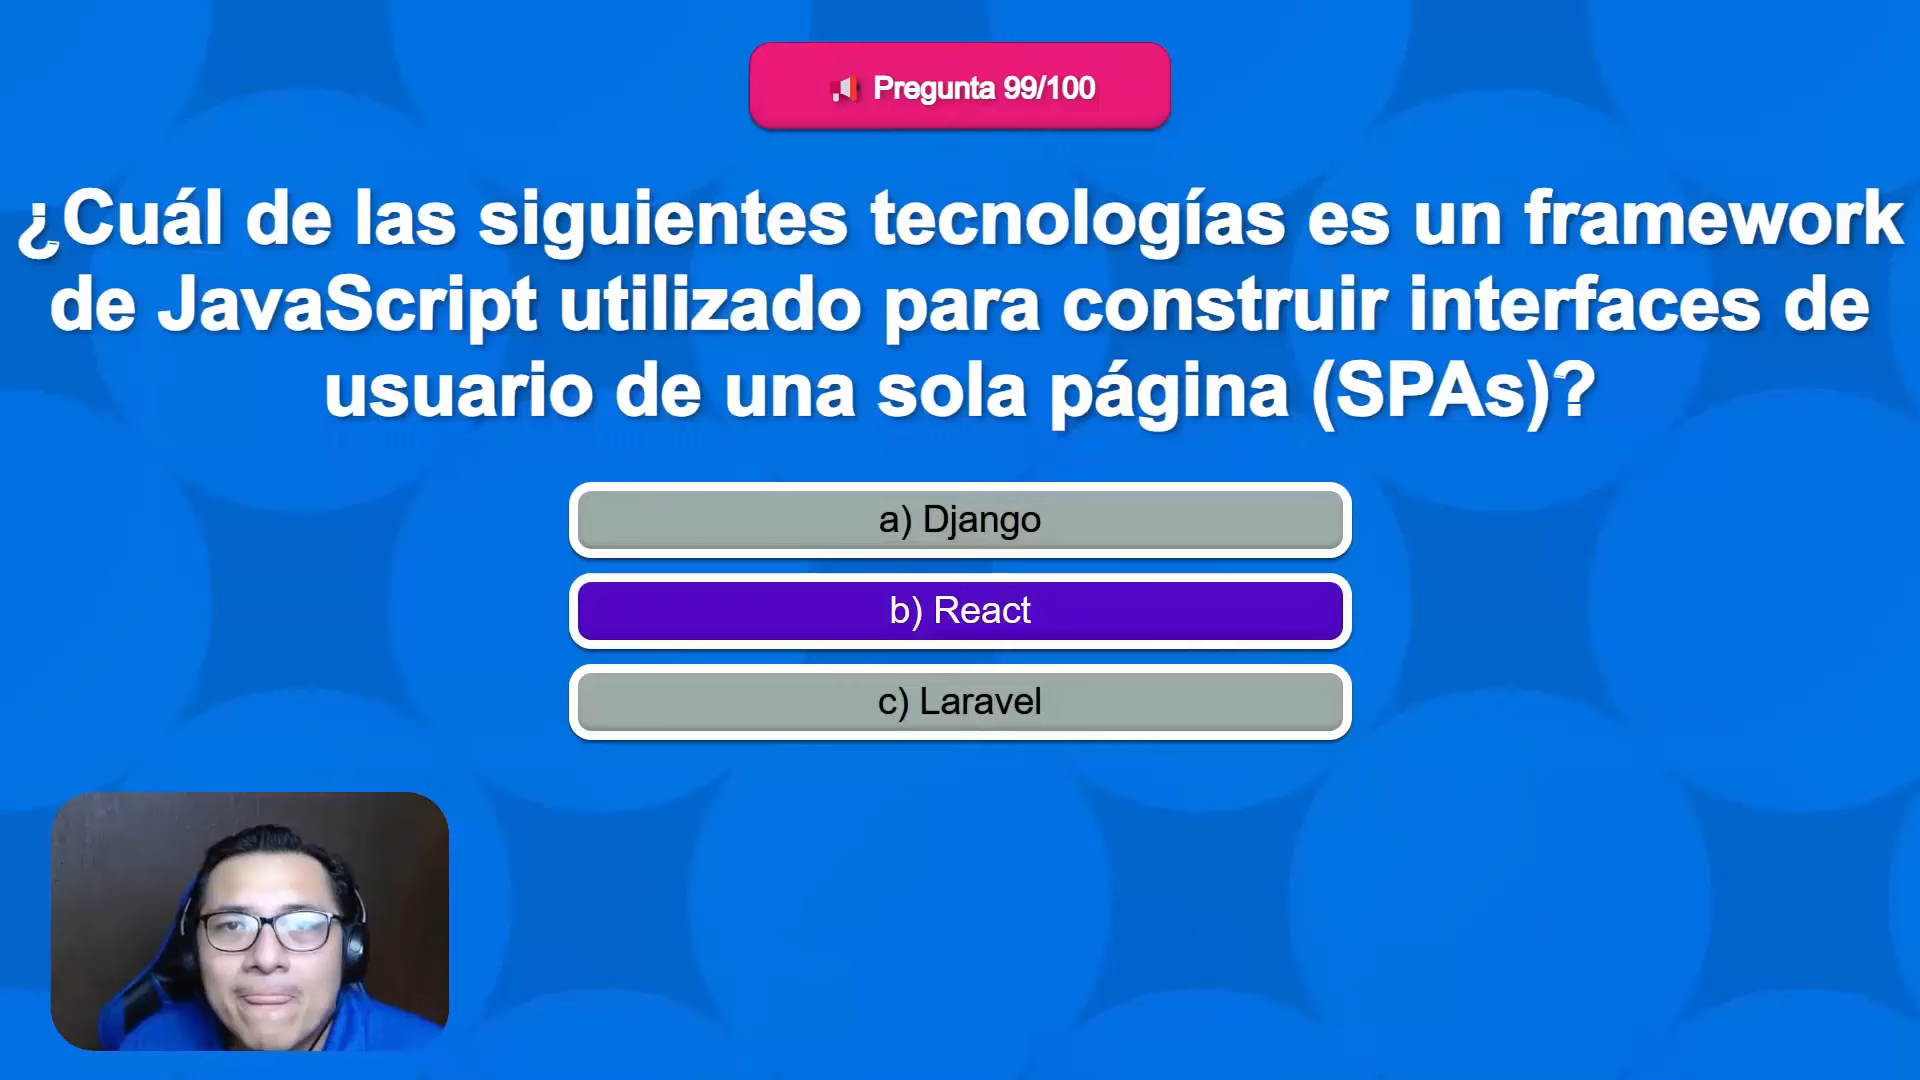 Pregunta 99/100
¿Cuál de las siguientes tecnologías es un framework
de JavaScript utilizado para construir interfaces de
usuario de una sola página (SPAs)?
a) Django
b) React
c) Laravel